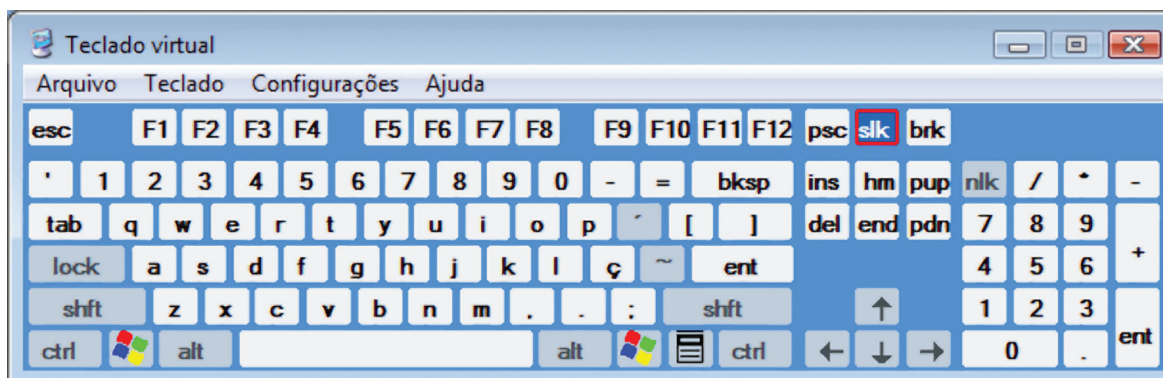 Teclado virtual
Arquivo Teclado Configurações Ajuda
esc F1 F2 F3 F4 F5 F6 F7 F8 F9 F10 F11 F12 psc slk brk
' 1 2 3 4 5 6 7 8 9 0 - = bksp ins hm pup nlk / * -
tab q w e r t y u i o p ´ [ ] del end pdn 7 8 9 +
lock a s d f g h j k l ç ~ ent 4 5 6
shft z x c v b n m , . ; shft ↑ 1 2 3 ent
ctrl alt alt ctrl ← ↓ → 0 .